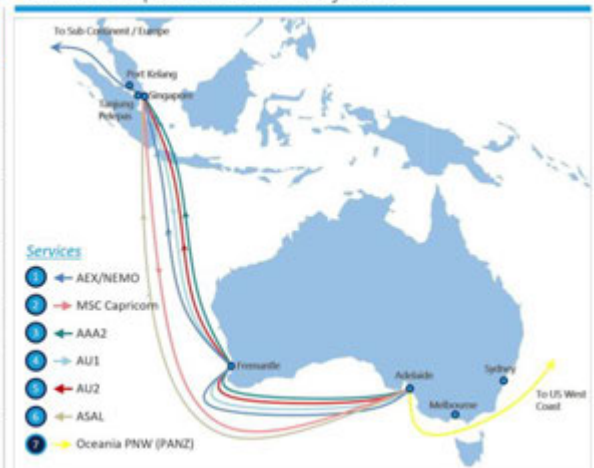 To Sub Continent / Europe
Port Kelang
Singapore
Tanjung
Pelepas
Services
1 AEX/NEMO
2 MSC Capricorn
3 AAA2
4 AU1
5 AU2
6 ASAL
7 Oceania PNW (PANZ)
Fremantle
Adelaide
Sydney
Melbourne
To US West
Coast